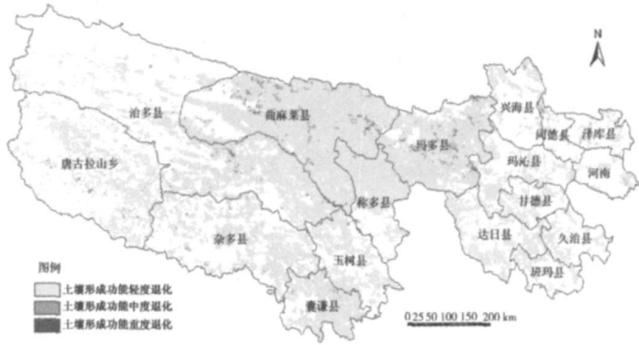 N
兴海县
治多县
曲麻莱县
同德县
泽库县
玛多县
唐古拉山乡
玛沁县
河南
称多县
甘德县
杂多县
达日县
久治县
玉树县
班玛县
图例
土壤形成功能轻度退化
土壤形成功能中度退化
土壤形成功能重度退化
囊谦县
0 25 50 100 150 200 km